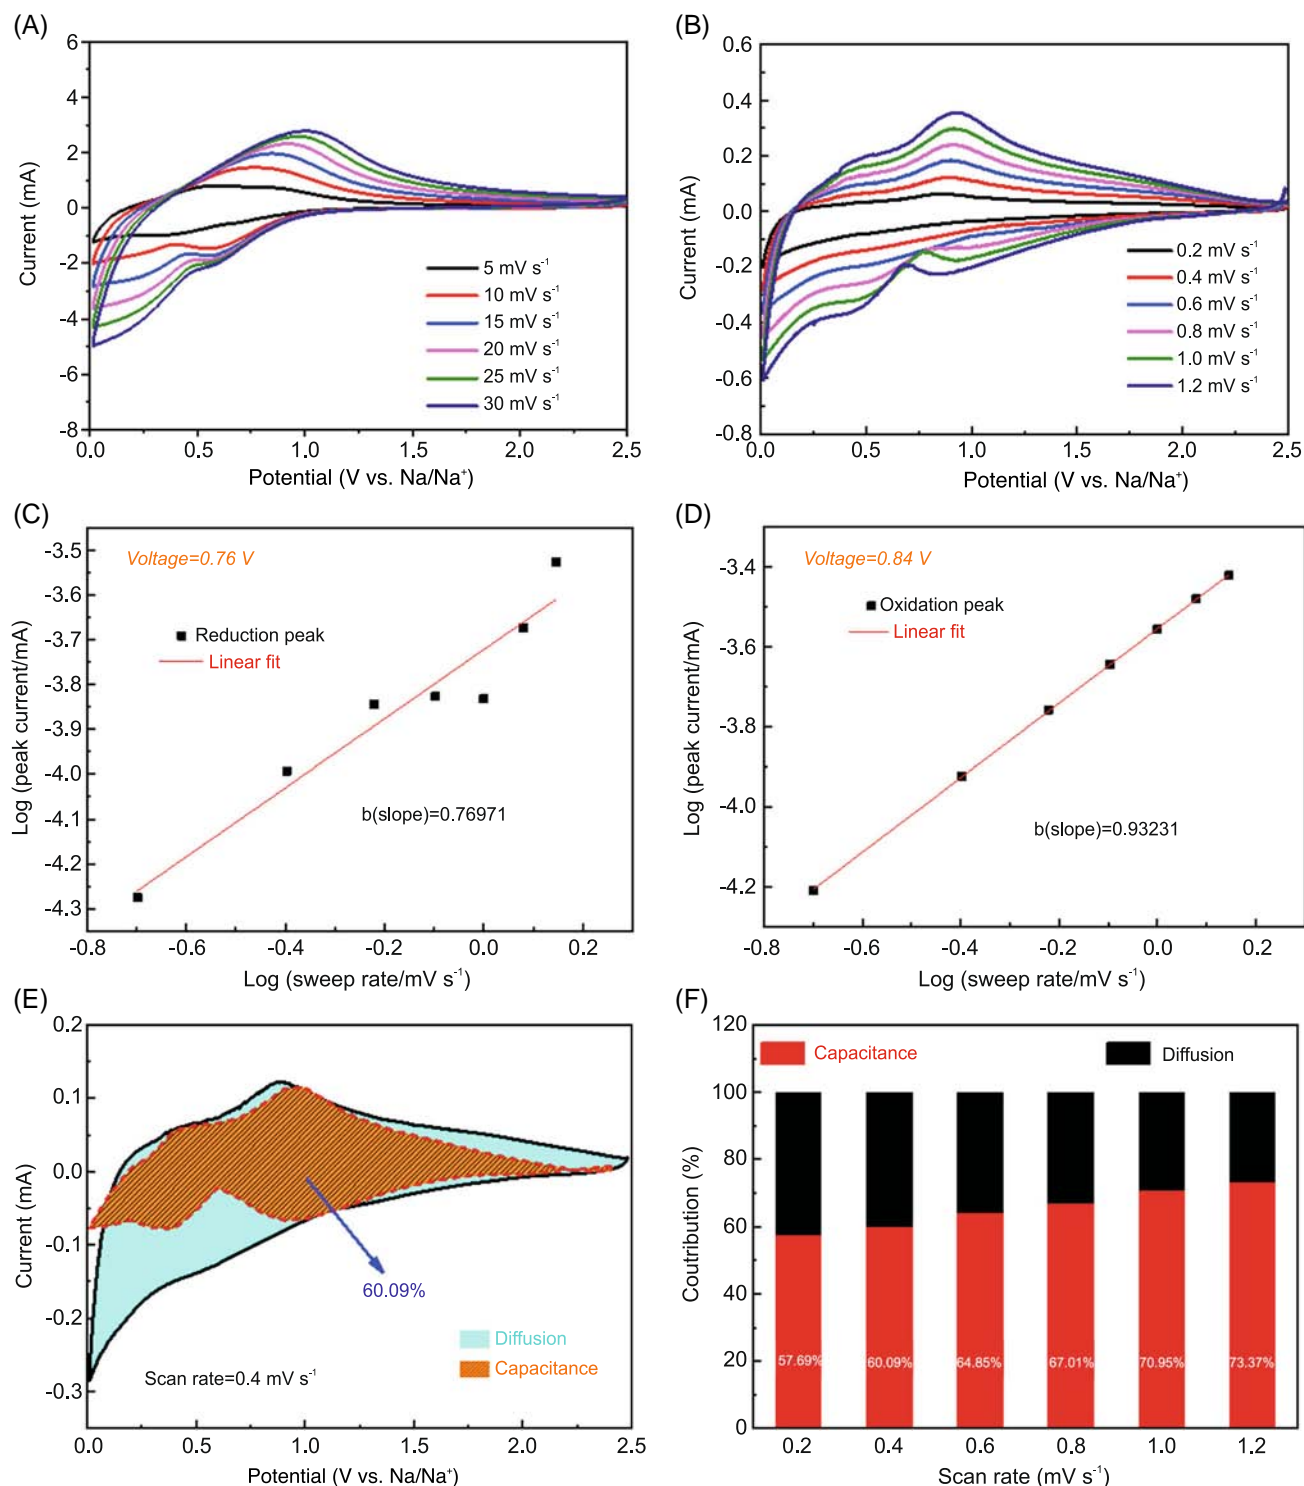 (A)
6
4
2
0
-2
-4
-6
-8
Current (mA)
5 mV s⁻¹
10 mV s⁻¹
15 mV s⁻¹
20 mV s⁻¹
25 mV s⁻¹
30 mV s⁻¹
0.0 0.5 1.0 1.5 2.0 2.5
Potential (V vs. Na/Na⁺)
(B)
0.6
0.4
0.2
0.0
-0.2
-0.4
-0.6
-0.8
Current (mA)
0.2 mV s⁻¹
0.4 mV s⁻¹
0.6 mV s⁻¹
0.8 mV s⁻¹
1.0 mV s⁻¹
1.2 mV s⁻¹
0.0 0.5 1.0 1.5 2.0 2.5
Potential (V vs. Na/Na⁺)
(C)
-3.5
-3.6
-3.7
-3.8
-3.9
-4.0
-4.1
-4.2
-4.3
Log (peak current/mA)
Voltage=0.76 V
Reduction peak
Linear fit
b(slope)=0.76971
-0.8 -0.6 -0.4 -0.2 0.0 0.2
Log (sweep rate/mV s⁻¹)
(D)
-3.4
-3.6
-3.8
-4.0
-4.2
Log (peak current/mA)
Voltage=0.84 V
Oxidation peak
Linear fit
b(slope)=0.93231
-0.8 -0.6 -0.4 -0.2 0.0 0.2
Log (sweep rate/mV s⁻¹)
(E)
0.2
0.1
0.0
-0.1
-0.2
-0.3
Current (mA)
60.09%
Diffusion
Capacitance
Scan rate=0.4 mV s⁻¹
0.0 0.5 1.0 1.5 2.0 2.5
Potential (V vs. Na/Na⁺)
(F)
120
100
80
60
40
20
0
Coutribution (%)
Capacitance
Diffusion
57.69% 60.09% 64.85% 67.01% 70.95% 73.37%
0.2 0.4 0.6 0.8 1.0 1.2
Scan rate (mV s⁻¹)